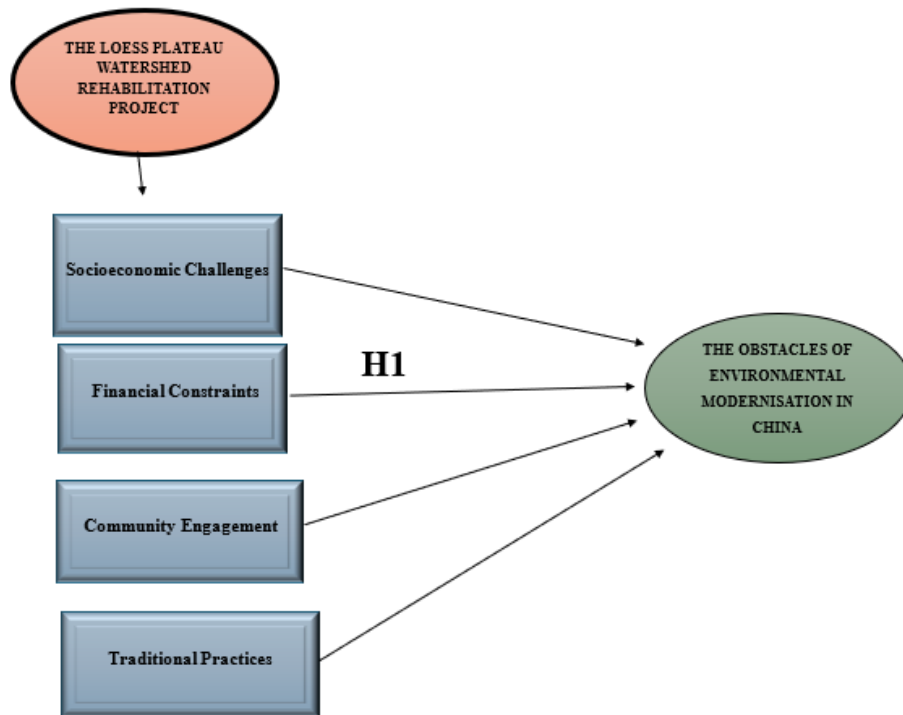 THE LOESS PLATEAU
WATERSHED
REHABILITATION
PROJECT
Socioeconomic Challenges
H1
Financial Constraints
THE OBSTACLES OF
ENVIRONMENTAL
MODERNISATION IN
CHINA
Community Engagement
Traditional Practices